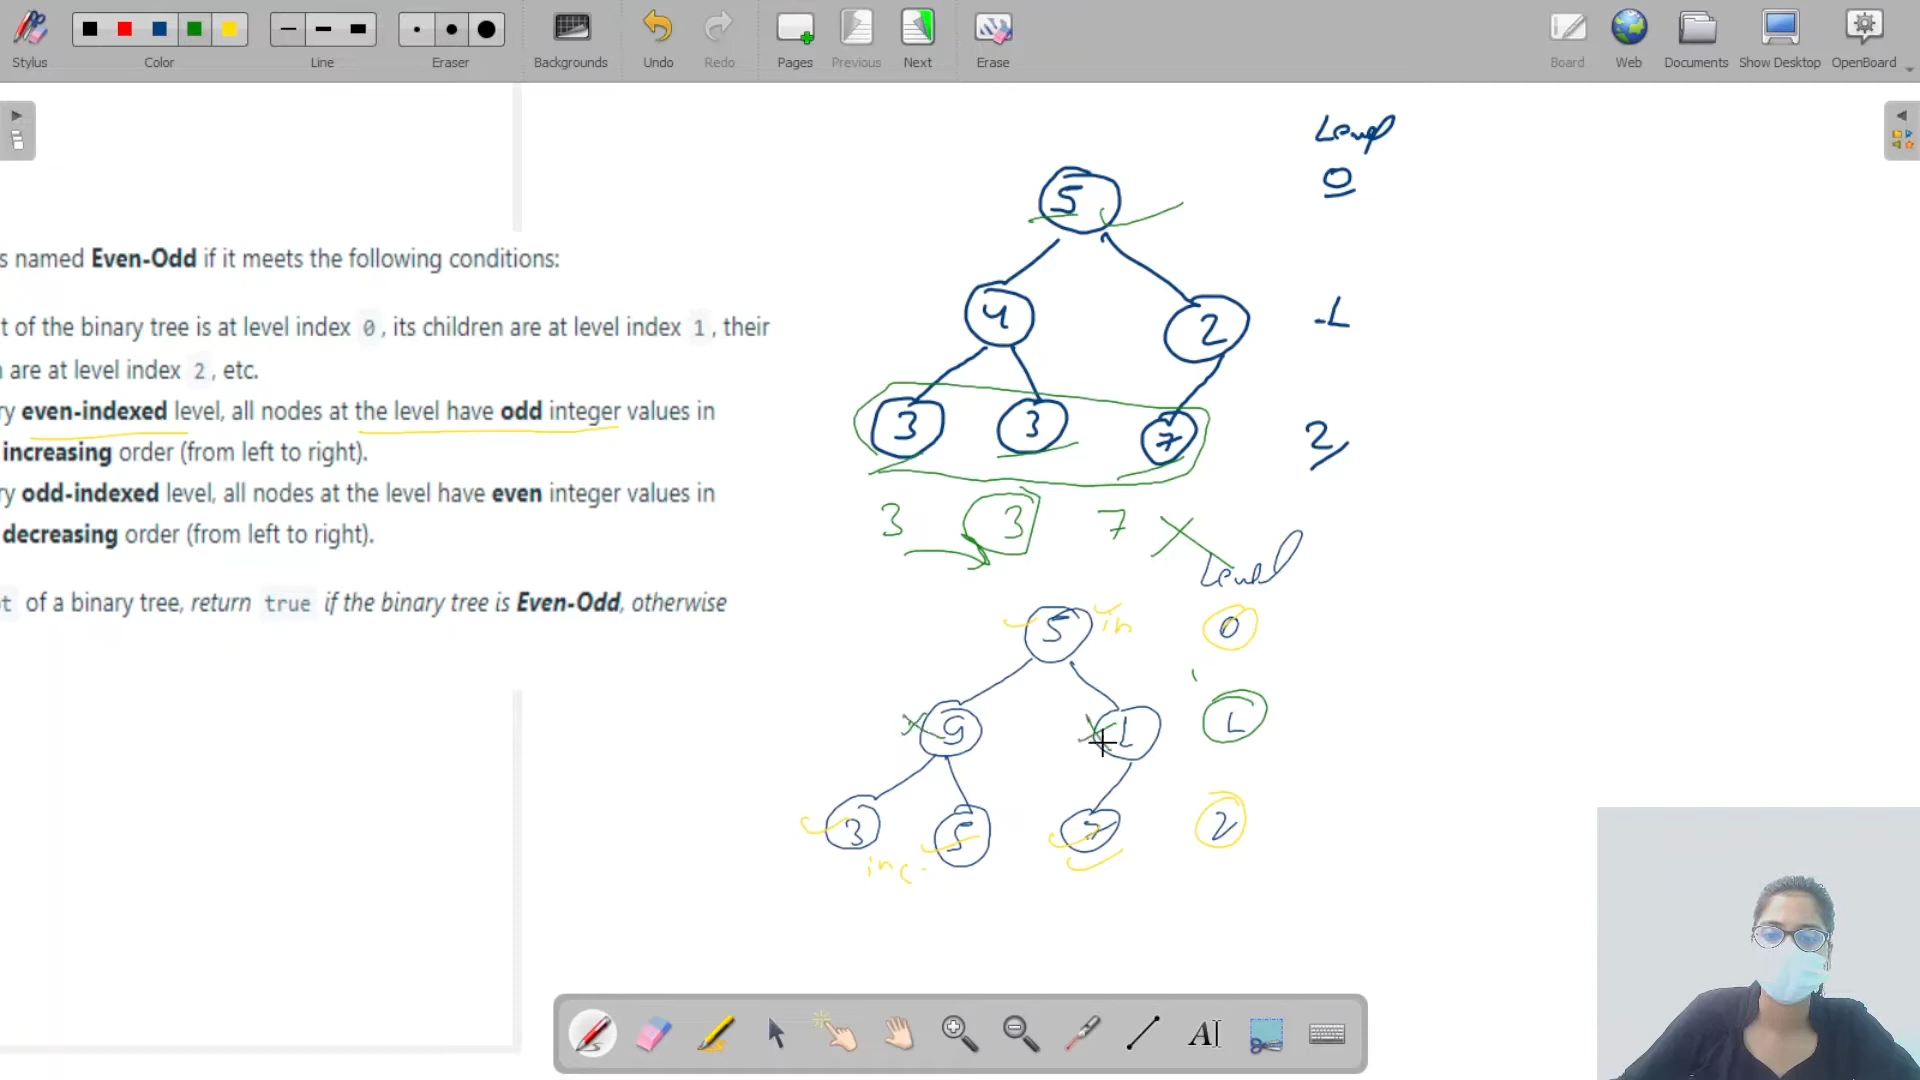 Stylus Color Line Eraser Backgrounds Undo Redo Pages Previous Next Erase Board Web Documents Show Desktop OpenBoard
Level
0
5
4 2 1
3 3 7 2
3 3 7
Level
s named Even-Odd if it meets the following conditions:
t of the binary tree is at level index 0, its children are at level index 1, their
are at level index 2, etc.
ry even-indexed level, all nodes at the level have odd integer values in
increasing order (from left to right).
ry odd-indexed level, all nodes at the level have even integer values in
decreasing order (from left to right).
t of a binary tree, return true if the binary tree is Even-Odd, otherwise
5 in 0
9 1 1
3 5 7 2
inc.
AI